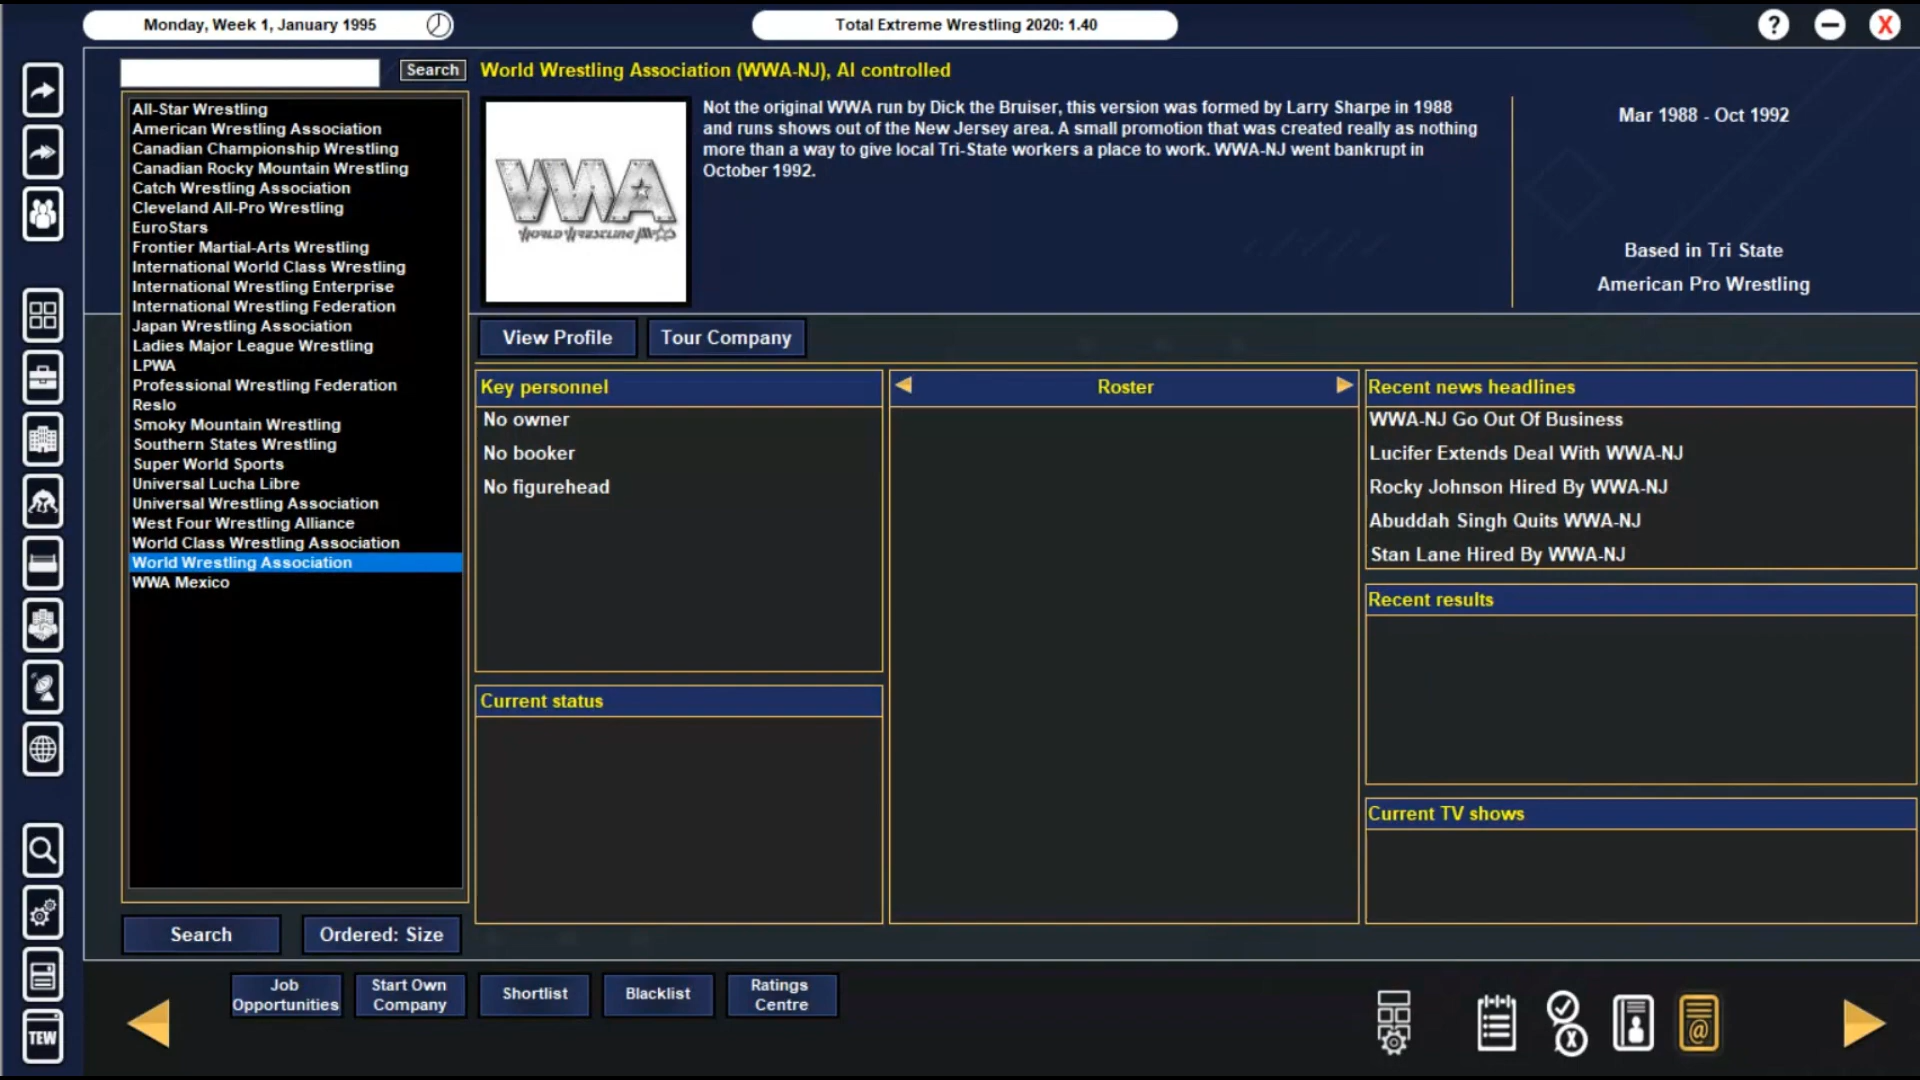 Monday, Week 1, January 1995
Total Extreme Wrestling 2020: 1.40
?
X
Search
World Wrestling Association (WWA-NJ), AI controlled
All-Star Wrestling
American Wrestling Association
Canadian Championship Wrestling
Canadian Rocky Mountain Wrestling
Catch Wrestling Association
Cleveland All-Pro Wrestling
EuroStars
Frontier Martial-Arts Wrestling
International World Class Wrestling
International Wrestling Enterprise
International Wrestling Federation
Japan Wrestling Association
Ladies Major League Wrestling
LPWA
Professional Wrestling Federation
Reslo
Smoky Mountain Wrestling
Southern States Wrestling
Super World Sports
Universal Lucha Libre
Universal Wrestling Association
West Four Wrestling Alliance
World Class Wrestling Association
World Wrestling Association
WWA Mexico
WWA
Not the original WWA run by Dick the Bruiser, this version was formed by Larry Sharpe in 1988
and runs shows out of the New Jersey area. A small promotion that was created really as nothing
more than a way to give local Tri-State workers a place to work. WWA-NJ went bankrupt in
October 1992.
Mar 1988 - Oct 1992
Based in Tri State
American Pro Wrestling
View Profile
Tour Company
Key personnel
No owner
No booker
No figurehead
Current status
Roster
Recent news headlines
WWA-NJ Go Out Of Business
Lucifer Extends Deal With WWA-NJ
Rocky Johnson Hired By WWA-NJ
Abuddah Singh Quits WWA-NJ
Stan Lane Hired By WWA-NJ
Recent results
Current TV shows
Search
Ordered: Size
Job
Opportunities
Start Own
Company
Shortlist
Blacklist
Ratings
Centre
TEW